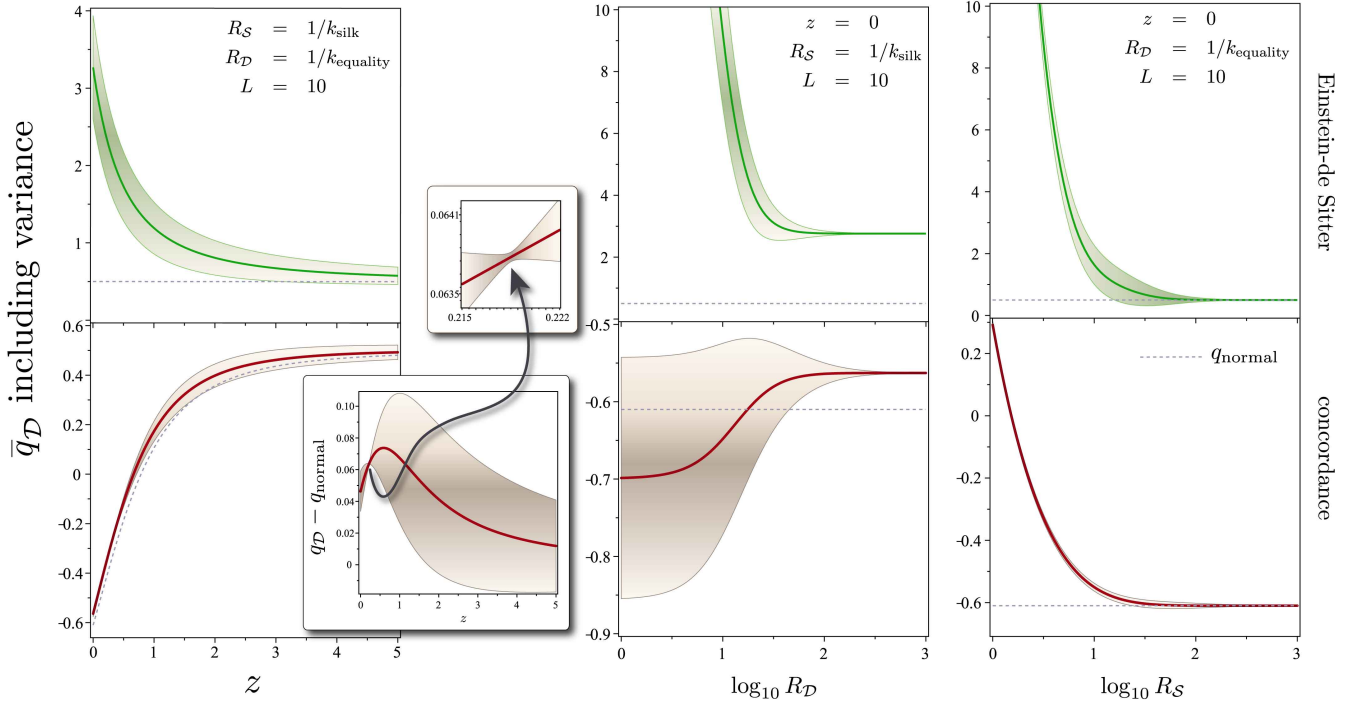 q̅_𝒟 including variance
4
3
2
1
R_𝒮 = 1/k_silk
R_𝒟 = 1/k_equality
L = 10
0.6
0.4
0.2
0
-0.2
-0.4
-0.6
0 1 2 3 4 5
z
0.0641
0.0635
0.215 0.222
q_𝒟 − q_normal
0.10
0.08
0.06
0.04
0.02
0
0 1 2 3 4 5
z
10
8
6
4
2
0
z = 0
R_𝒮 = 1/k_silk
L = 10
-0.5
-0.6
-0.7
-0.8
-0.9
0 1 2 3
log₁₀ R_𝒟
10
8
6
4
2
0
z = 0
R_𝒟 = 1/k_equality
L = 10
0.2
0
-0.2
-0.4
-0.6
q_normal
0 1 2 3
log₁₀ R_𝒮
Einstein-de Sitter
concordance